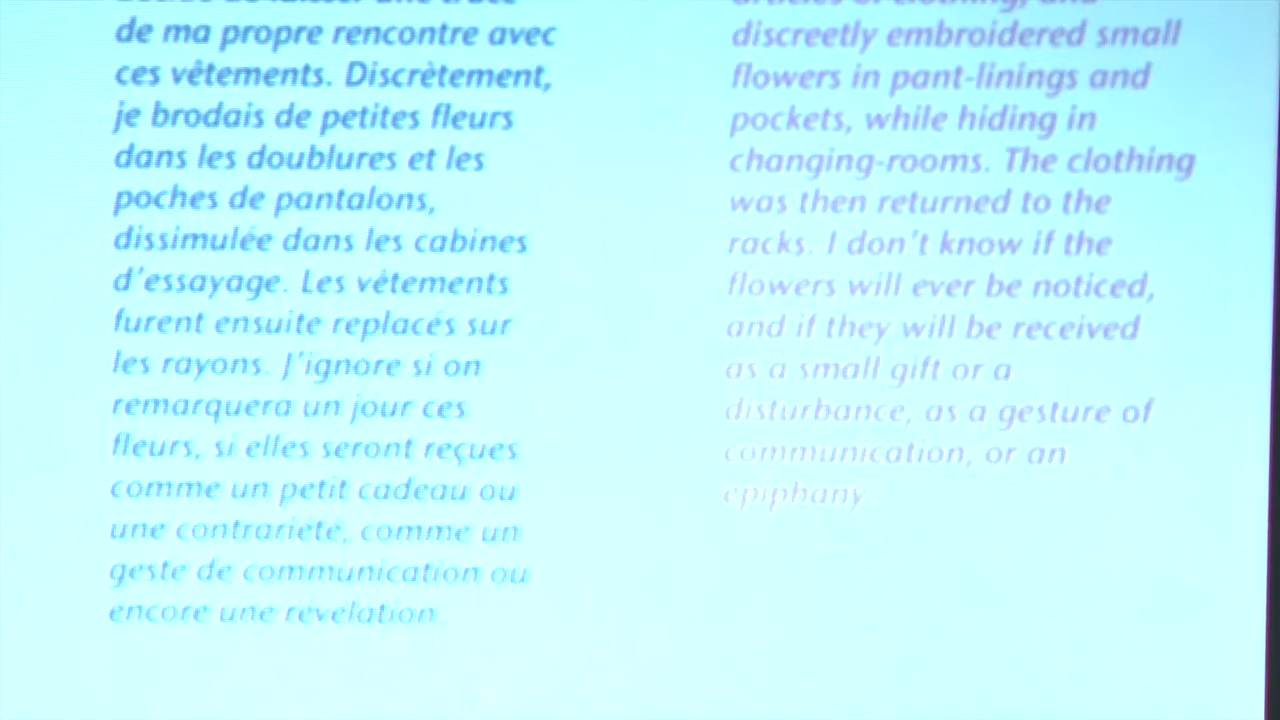 de ma propre rencontre avec
ces vêtements. Discrètement,
je brodais de petites fleurs
dans les doublures et les
poches de pantalons,
dissimulée dans les cabines
d'essayage. Les vêtements
furent ensuite replacés sur
les rayons. J'ignore si on
remarquera un jour ces
fleurs, si elles seront reçues
comme un petit cadeau ou
une contrariété, comme un
geste de communication ou
encore une révélation.
articles of clothing, and
discreetly embroidered small
flowers in pant-linings and
pockets, while hiding in
changing-rooms. The clothing
was then returned to the
racks. I don't know if the
flowers will ever be noticed,
and if they will be received
as a small gift or a
disturbance, as a gesture of
communication, or an
epiphany.